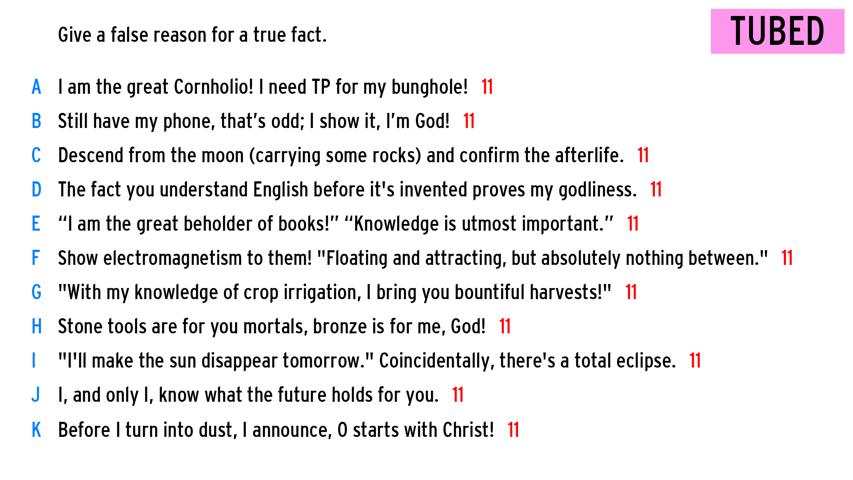 Give a false reason for a true fact.
TUBED
A I am the great Cornholio! I need TP for my bunghole! 11
B Still have my phone, that's odd; I show it, I'm God! 11
C Descend from the moon (carrying some rocks) and confirm the afterlife. 11
D The fact you understand English before it's invented proves my godliness. 11
E “I am the great beholder of books!” “Knowledge is utmost important.” 11
F Show electromagnetism to them! "Floating and attracting, but absolutely nothing between." 11
G "With my knowledge of crop irrigation, I bring you bountiful harvests!" 11
H Stone tools are for you mortals, bronze is for me, God! 11
I "I'll make the sun disappear tomorrow." Coincidentally, there's a total eclipse. 11
J I, and only I, know what the future holds for you. 11
K Before I turn into dust, I announce, 0 starts with Christ! 11